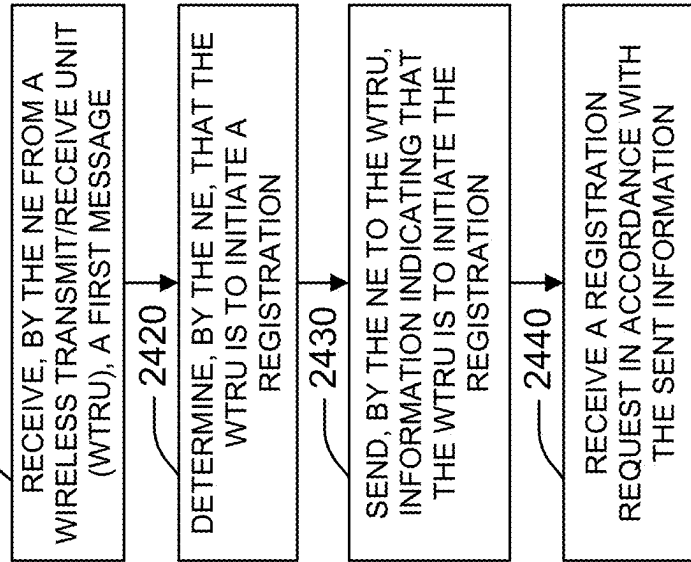 RECEIVE, BY THE NE FROM A
WIRELESS TRANSMIT/RECEIVE UNIT
(WTRU), A FIRST MESSAGE
2420
DETERMINE, BY THE NE, THAT THE
WTRU IS TO INITIATE A
REGISTRATION
2430
SEND, BY THE NE TO THE WTRU,
INFORMATION INDICATING THAT
THE WTRU IS TO INITIATE THE
REGISTRATION
2440
RECEIVE A REGISTRATION
REQUEST IN ACCORDANCE WITH
THE SENT INFORMATION